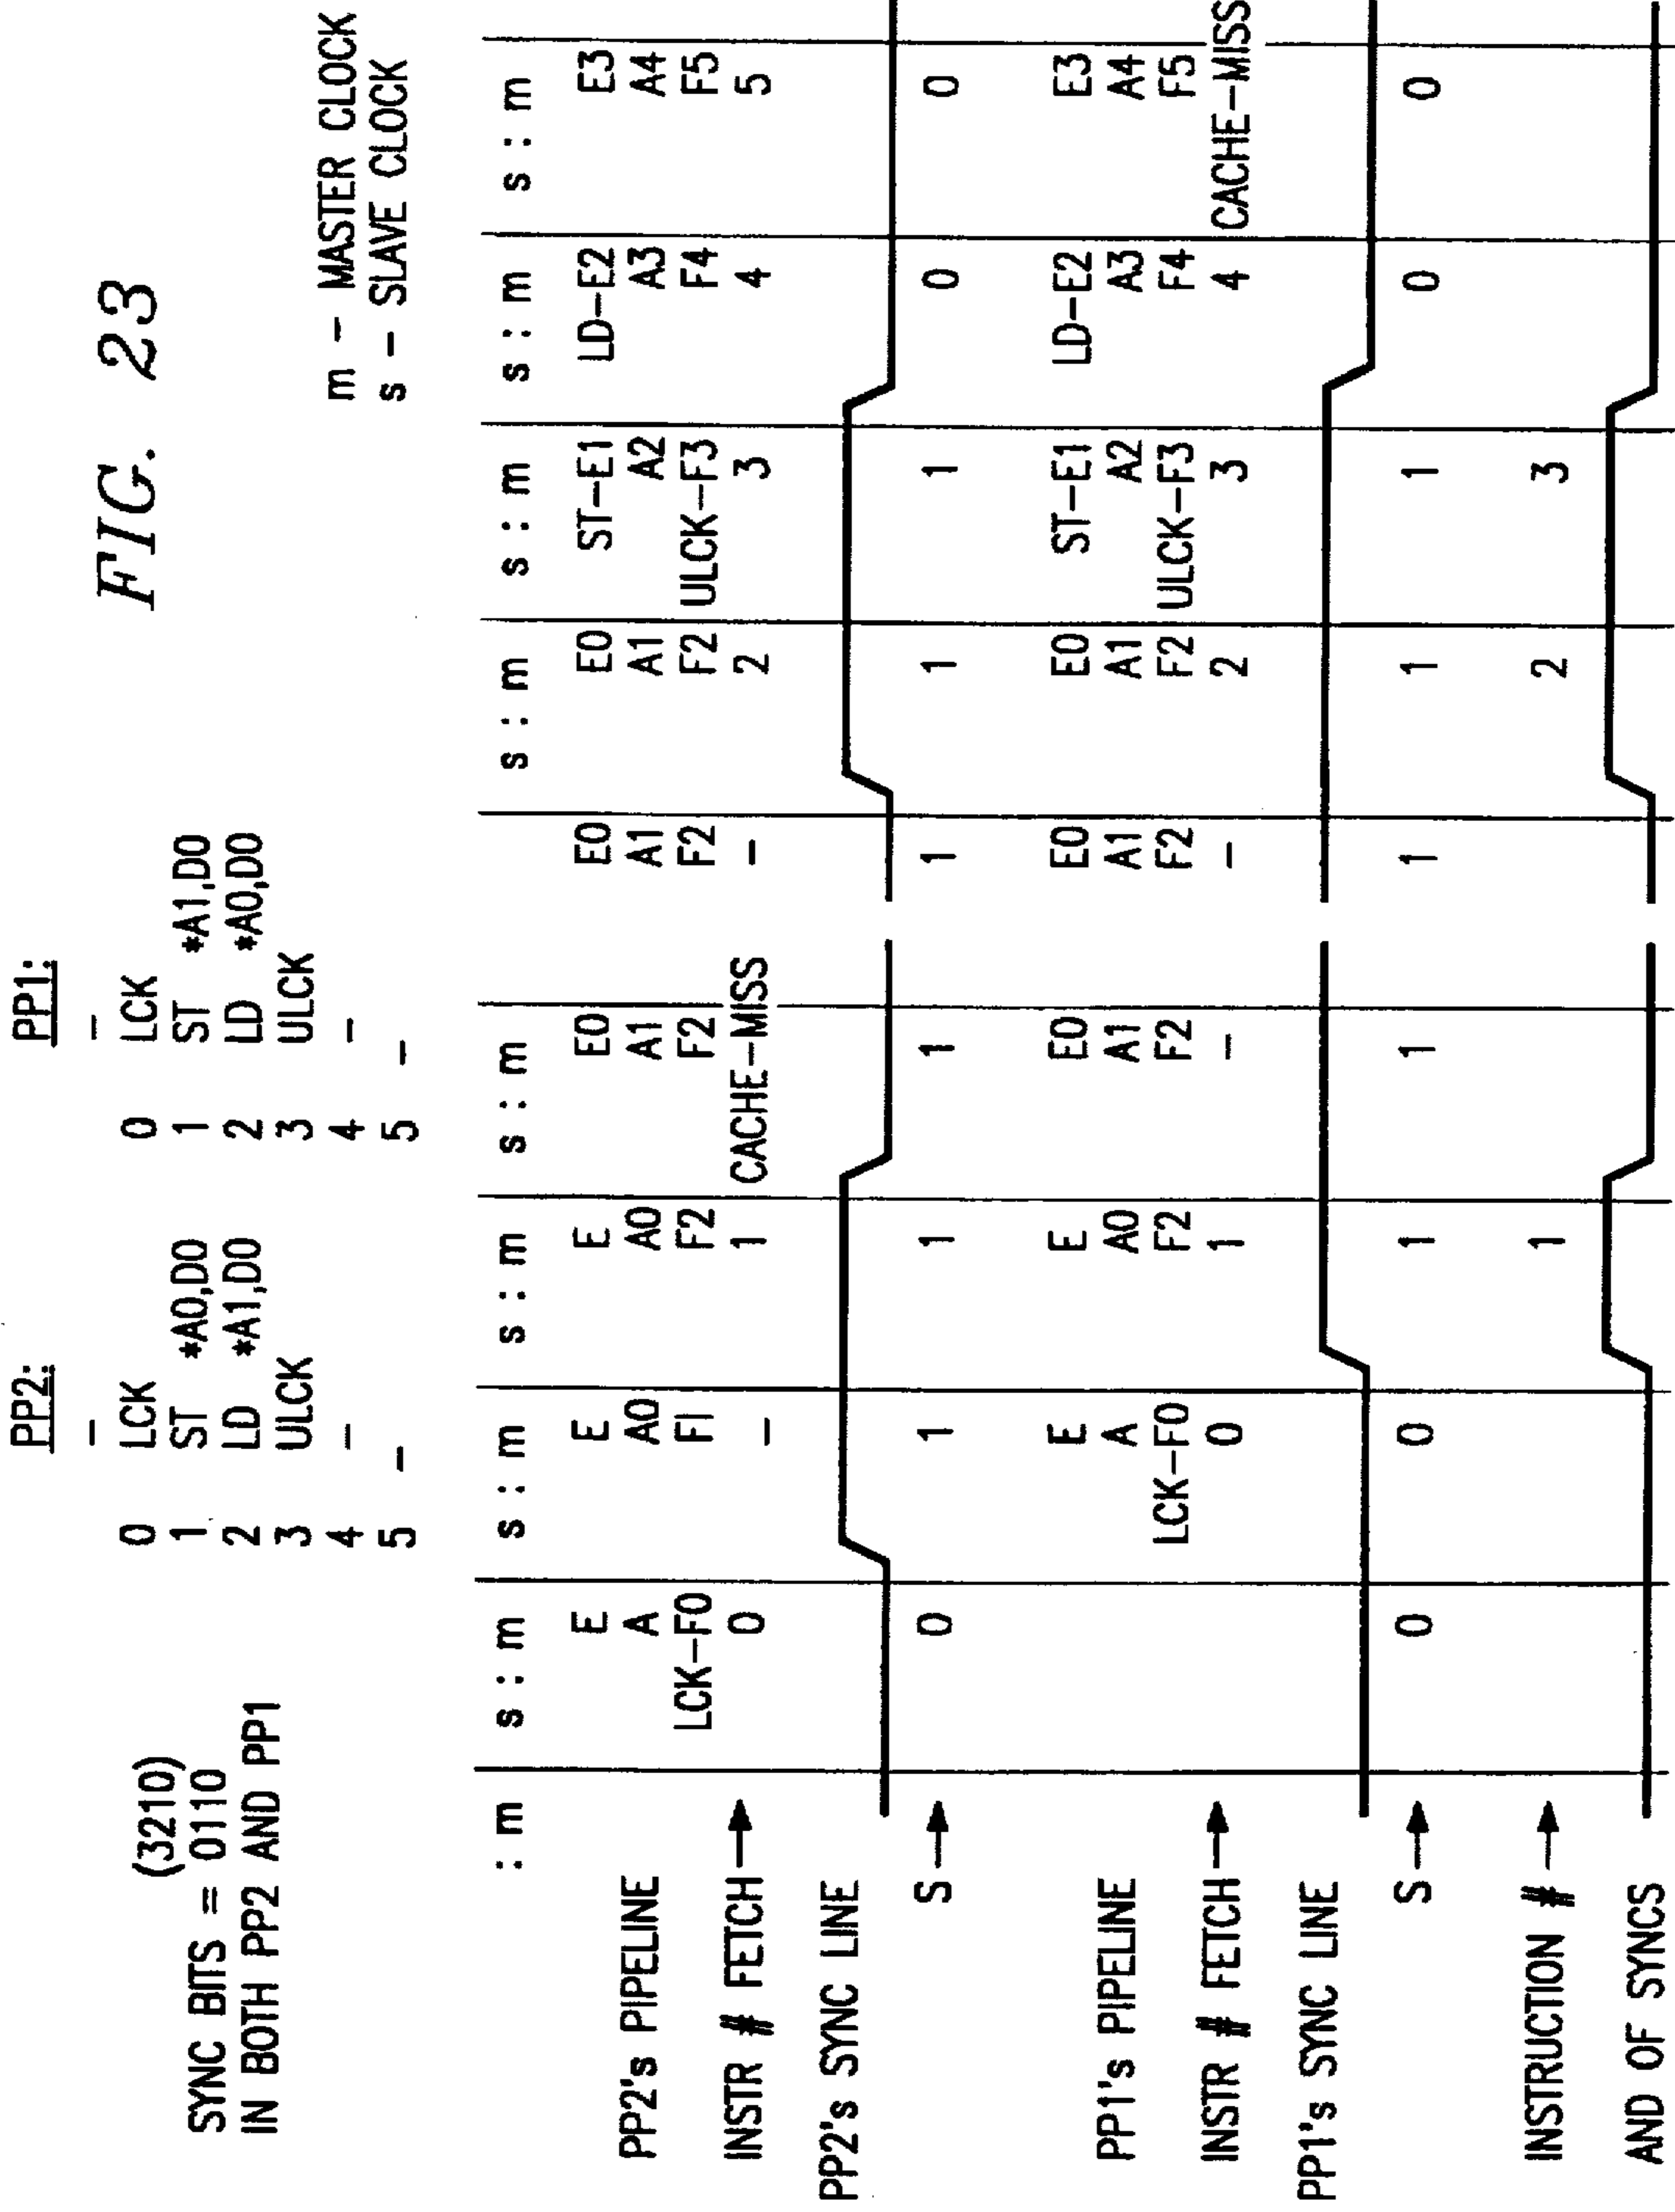 FIG. 23
(3210)
SYNC BITS = 0110
IN BOTH PP2 AND PP1
PP2:
–
0 LCK
1 ST *A0,D0
2 LD *A1,D0
3 ULCK
4 –
5 –
PP1:
–
0 LCK
1 ST *A1,D0
2 LD *A0,D0
3 ULCK
4 –
5 –
m – MASTER CLOCK
s – SLAVE CLOCK
: m s : m s : m s : m s : m s : m s : m s : m s : m
PP2's PIPELINE
E E E E0 E0 E0 ST–E1 LD–E2 E3
A A0 A0 A1 A1 A1 A2 A3 A4
LCK–F0 FI F2 F2 F2 F2 ULCK–F3 F4 F5
INSTR # FETCH 0 – 1 CACHE–MISS – 2 3 4 5
PP2's SYNC LINE
S 0 1 1 1 1 1 1 0 0
PP1's PIPELINE
E E E0 E0 E0 ST–E1 LD–E2 E3
A A0 A1 A1 A1 A2 A3 A4
LCK–F0 F2 F2 F2 F2 ULCK–F3 F4 F5
INSTR # FETCH 0 1 – – 2 3 4 CACHE–MISS 5
PP1's SYNC LINE
S 0 0 1 1 1 1 1 0 0
INSTRUCTION # 1 2 3
AND OF SYNCS